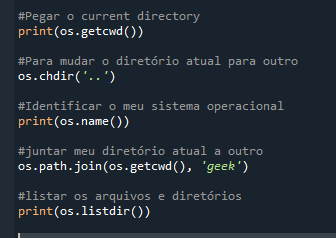 #Pegar o current directory
print(os.getcwd())
#Para mudar o diretório atual para outro
os.chdir('..')
#Identificar o meu sistema operacional
print(os.name())
#juntar meu diretório atual a outro
os.path.join(os.getcwd(), 'geek')
#listar os arquivos e diretórios
print(os.listdir())